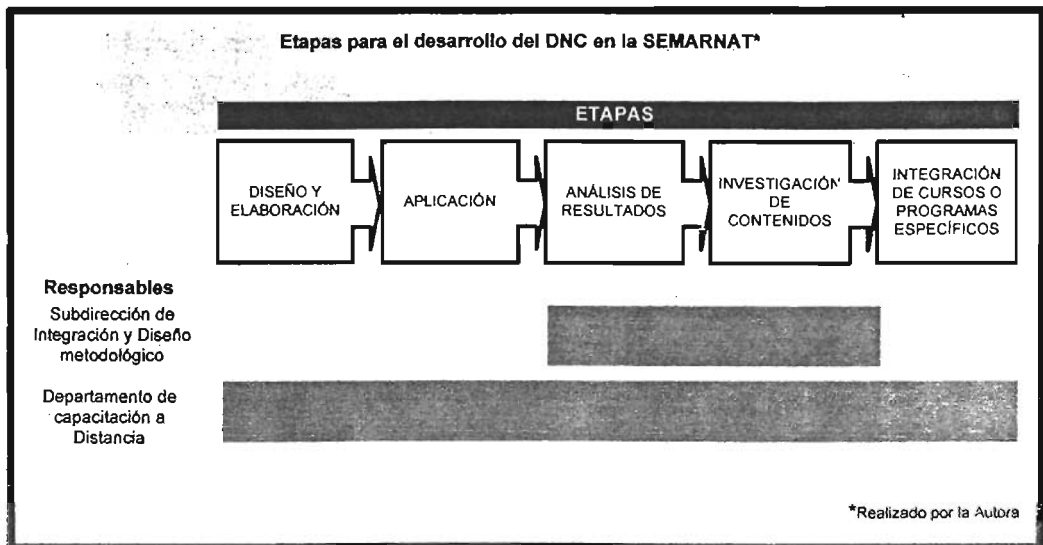 Etapas para el desarrollo del DNC en la SEMARNAT*
ETAPAS
DISEÑO Y
ELABORACIÓN
APLICACIÓN
ANÁLISIS DE
RESULTADOS
INVESTIGACIÓN
DE
CONTENIDOS
INTEGRACIÓN
DE CURSOS O
PROGRAMAS
ESPECÍFICOS
Responsables
Subdirección de
Integración y Diseño
metodológico
Departamento de
capacitación a
Distancia
*Realizado por la Autora